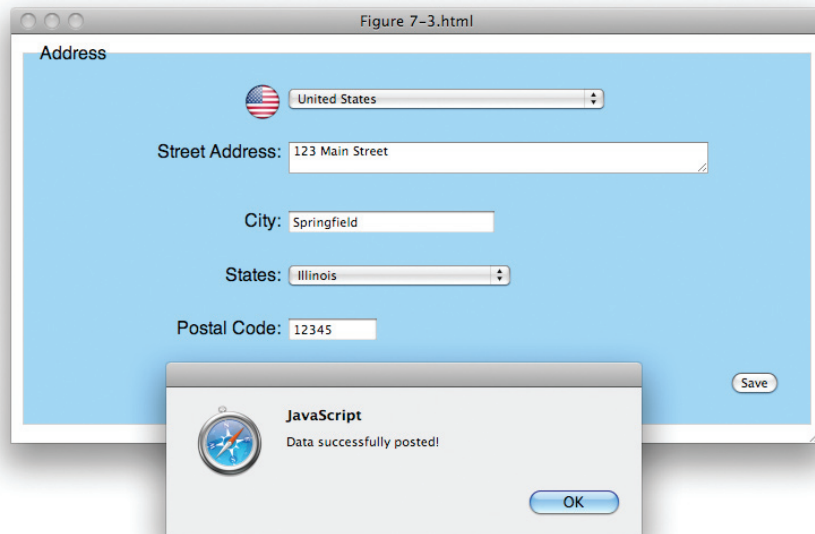 Figure 7-3.html
Address
United States
Street Address: 123 Main Street
City: Springfield
States: Illinois
Postal Code: 12345
Save
JavaScript
Data successfully posted!
OK